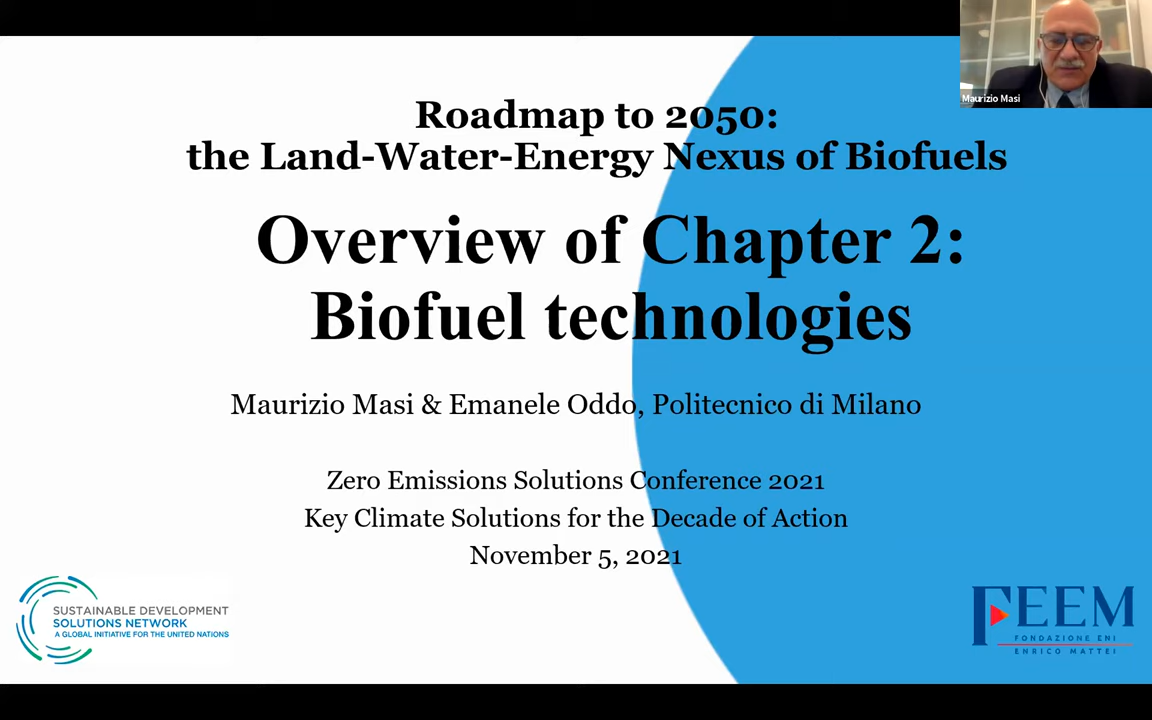 Maurizio Masi
Roadmap to 2050:
the Land-Water-Energy Nexus of Biofuels
Overview of Chapter 2:
Biofuel technologies
Maurizio Masi & Emanele Oddo, Politecnico di Milano
Zero Emissions Solutions Conference 2021
Key Climate Solutions for the Decade of Action
November 5, 2021
SUSTAINABLE DEVELOPMENT
SOLUTIONS NETWORK
A GLOBAL INITIATIVE FOR THE UNITED NATIONS
FEEM
FONDAZIONE ENI
ENRICO MATTEI